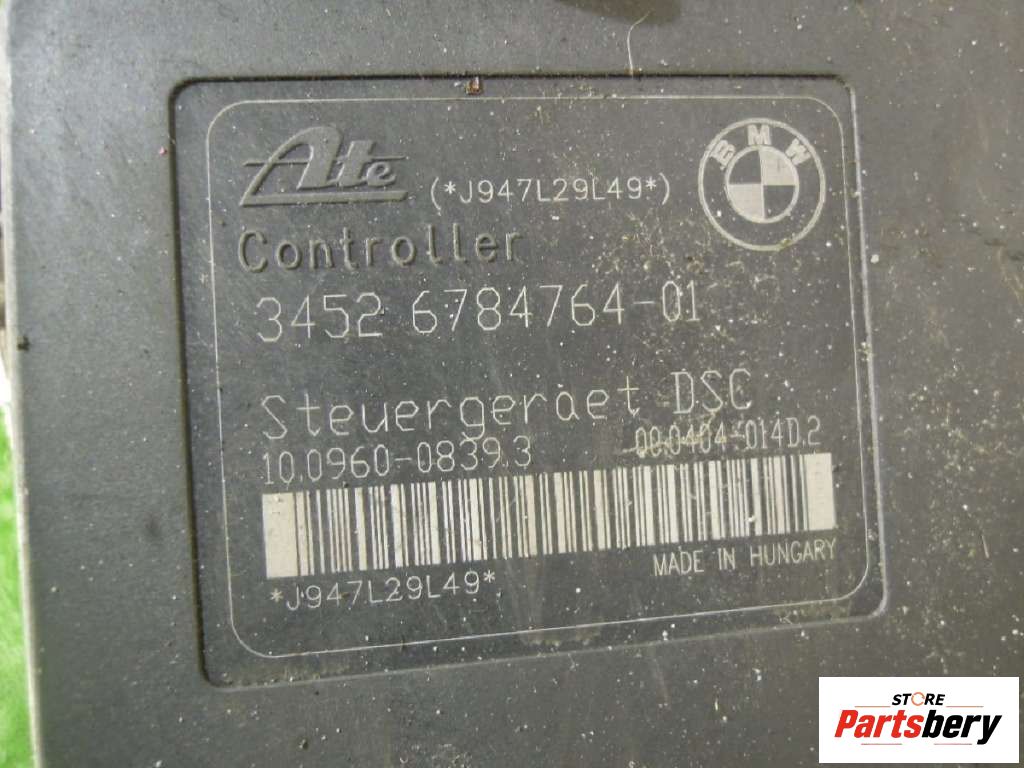 Ate (*J947L29L49*)
BMW
Controller
3452 6784764-01
Steuergeraet DSC
10.0960-0839.3 00.0404-014D.2
MADE IN HUNGARY
*J947L29L49*
STORE
Partsbery